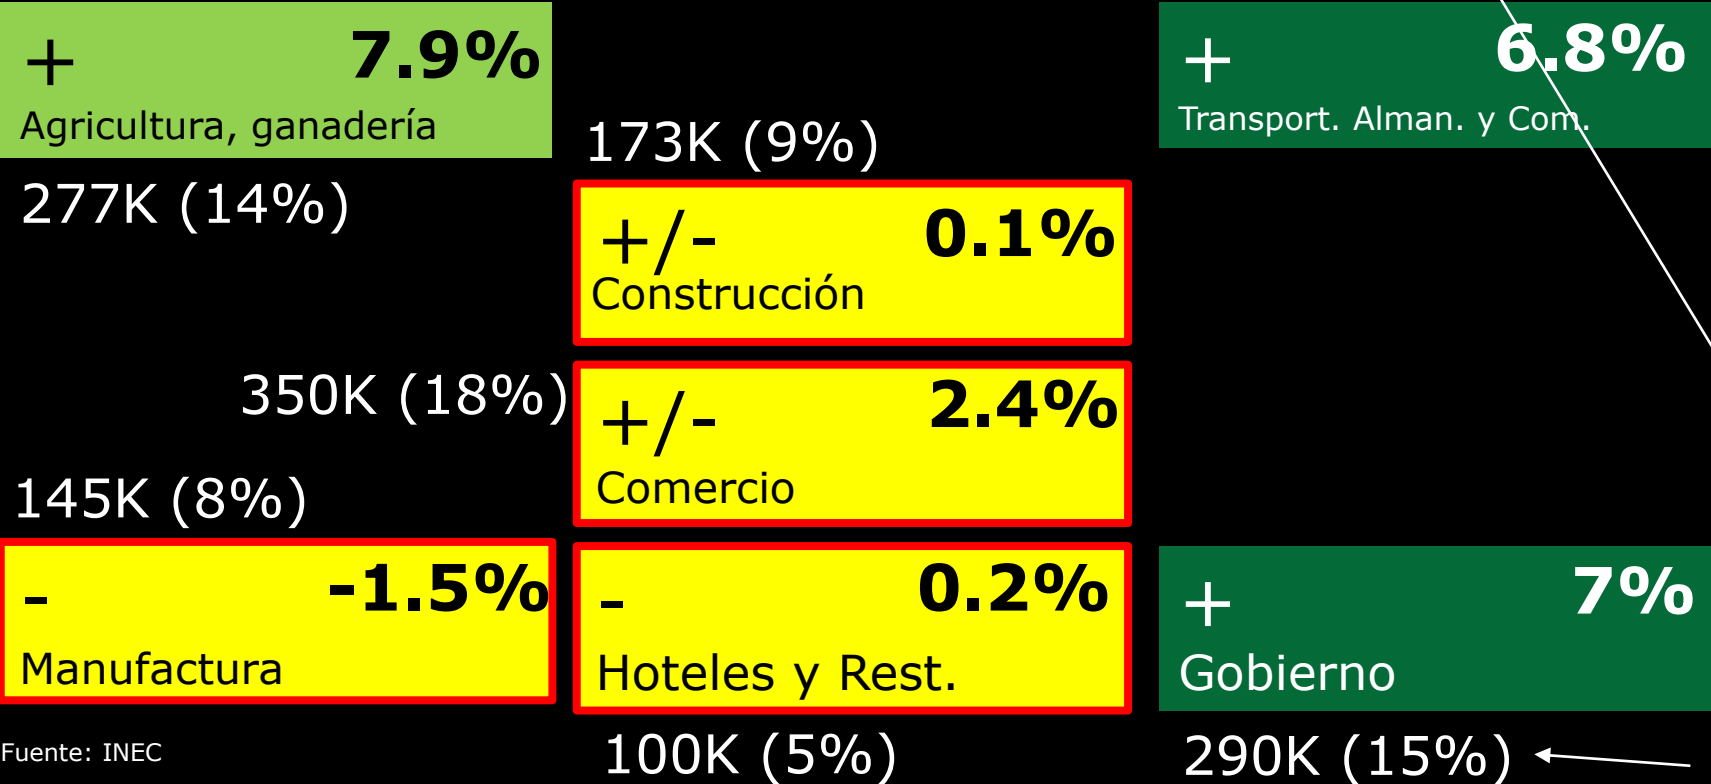 + 7.9%
Agricultura, ganadería
277K (14%)
173K (9%)
+/- 0.1%
Construcción
350K (18%)
+/- 2.4%
Comercio
145K (8%)
- -1.5%
Manufactura
- 0.2%
Hoteles y Rest.
100K (5%)
+ 6.8%
Transport. Alman. y Com.
+ 7%
Gobierno
290K (15%)
Fuente: INEC